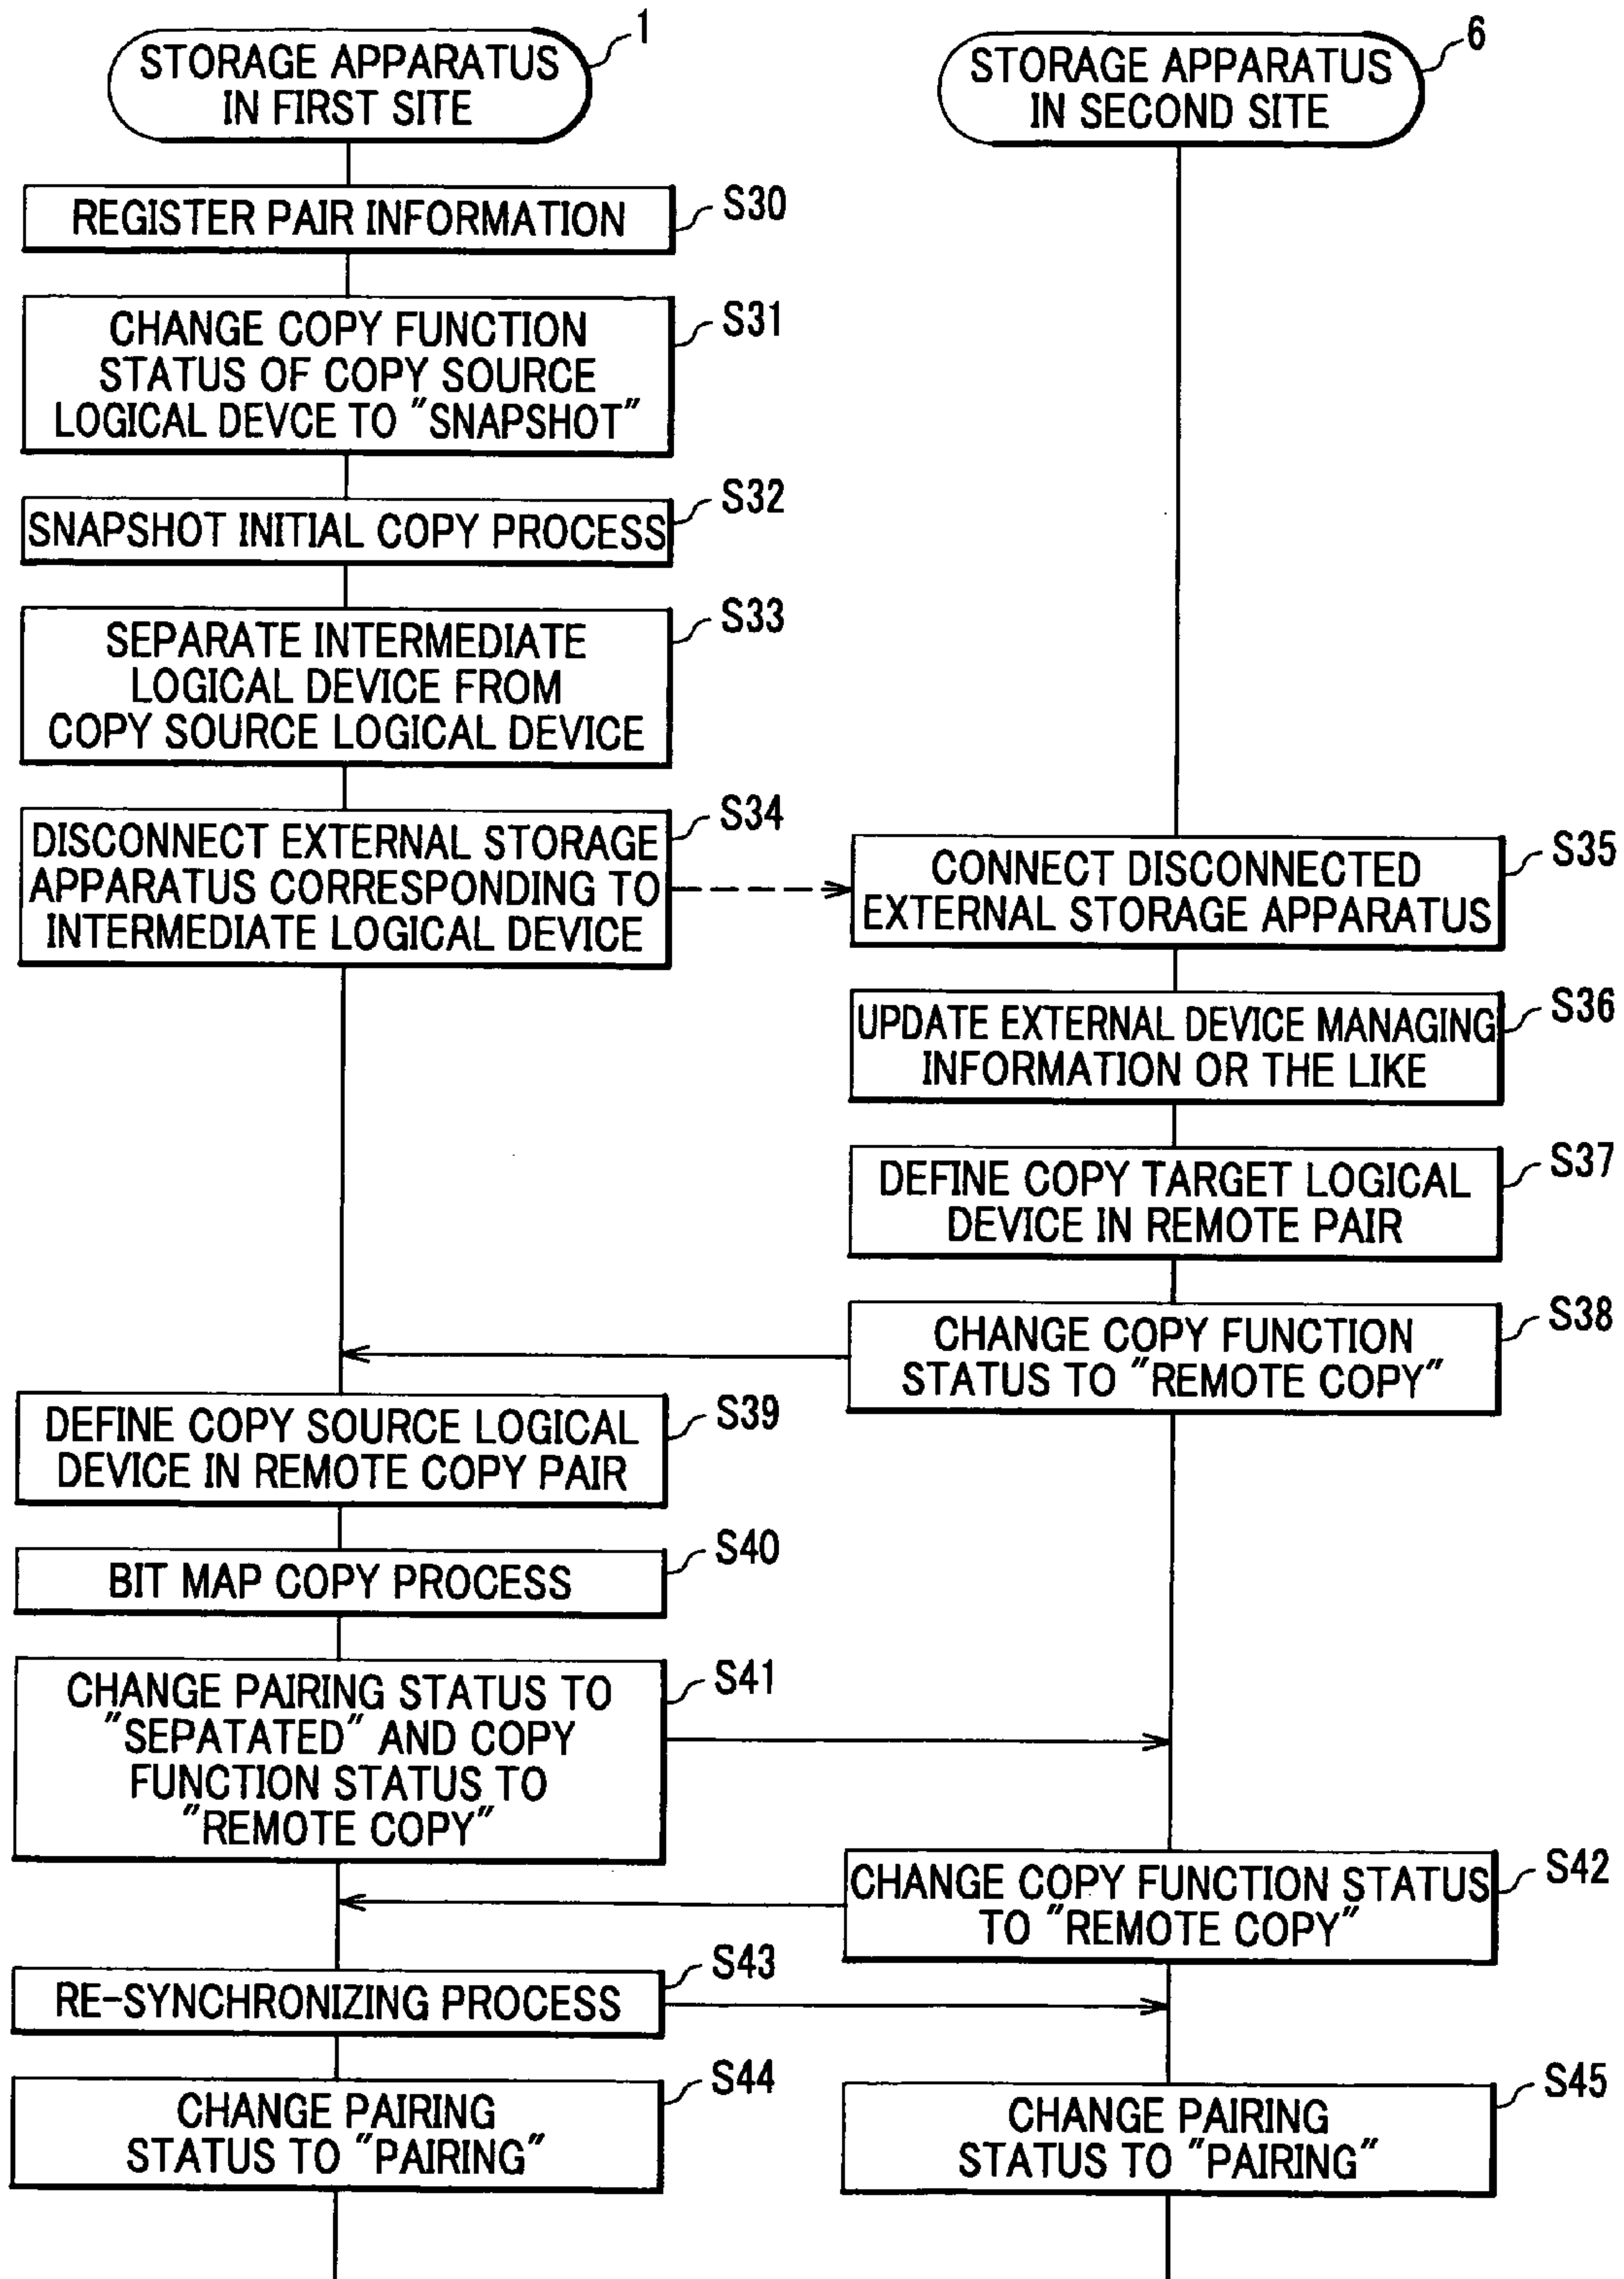 STORAGE APPARATUS
IN FIRST SITE
1
STORAGE APPARATUS
IN SECOND SITE
6
REGISTER PAIR INFORMATION
S30
CHANGE COPY FUNCTION
STATUS OF COPY SOURCE
LOGICAL DEVCE TO "SNAPSHOT"
S31
SNAPSHOT INITIAL COPY PROCESS
S32
SEPARATE INTERMEDIATE
LOGICAL DEVICE FROM
COPY SOURCE LOGICAL DEVICE
S33
DISCONNECT EXTERNAL STORAGE
APPARATUS CORRESPONDING TO
INTERMEDIATE LOGICAL DEVICE
S34
CONNECT DISCONNECTED
EXTERNAL STORAGE APPARATUS
S35
UPDATE EXTERNAL DEVICE MANAGING
INFORMATION OR THE LIKE
S36
DEFINE COPY TARGET LOGICAL
DEVICE IN REMOTE PAIR
S37
CHANGE COPY FUNCTION
STATUS TO "REMOTE COPY"
S38
DEFINE COPY SOURCE LOGICAL
DEVICE IN REMOTE COPY PAIR
S39
BIT MAP COPY PROCESS
S40
CHANGE PAIRING STATUS TO
"SEPATATED" AND COPY
FUNCTION STATUS TO
"REMOTE COPY"
S41
CHANGE COPY FUNCTION STATUS
TO "REMOTE COPY"
S42
RE-SYNCHRONIZING PROCESS
S43
CHANGE PAIRING
STATUS TO "PAIRING"
S44
CHANGE PAIRING
STATUS TO "PAIRING"
S45